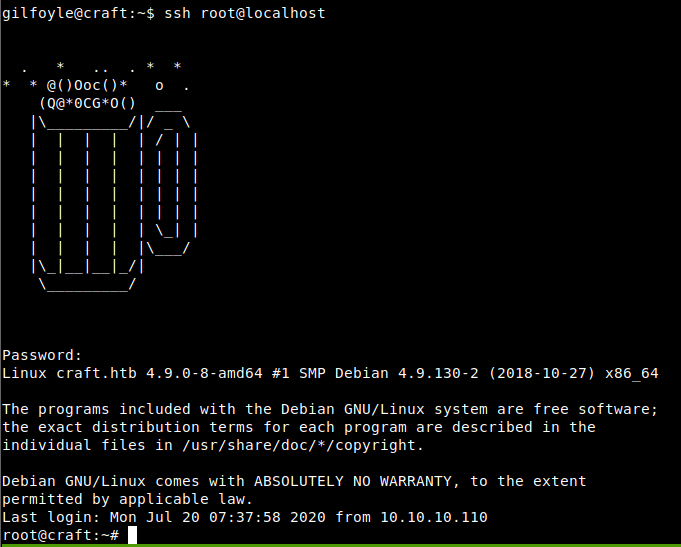 gilfoyle@craft:~$ ssh root@localhost
  .   *   ..  . *  *
*  * @()Ooc()*   o  .
    (Q@*0CG*O()  ___
   |\_________/|/ _ \
   |  |  |  |  | / | |
   |  |  |  |  | | | |
   |  |  |  |  | | | |
   |  |  |  |  | | | |
   |  |  |  |  | | | |
   |  |  |  |  | \_| |
   |  |  |  |  |\___/
   |\_|__|__|_/|
    \_________/
Password:
Linux craft.htb 4.9.0-8-amd64 #1 SMP Debian 4.9.130-2 (2018-10-27) x86_64
The programs included with the Debian GNU/Linux system are free software;
the exact distribution terms for each program are described in the
individual files in /usr/share/doc/*/copyright.
Debian GNU/Linux comes with ABSOLUTELY NO WARRANTY, to the extent
permitted by applicable law.
Last login: Mon Jul 20 07:37:58 2020 from 10.10.10.110
root@craft:~#